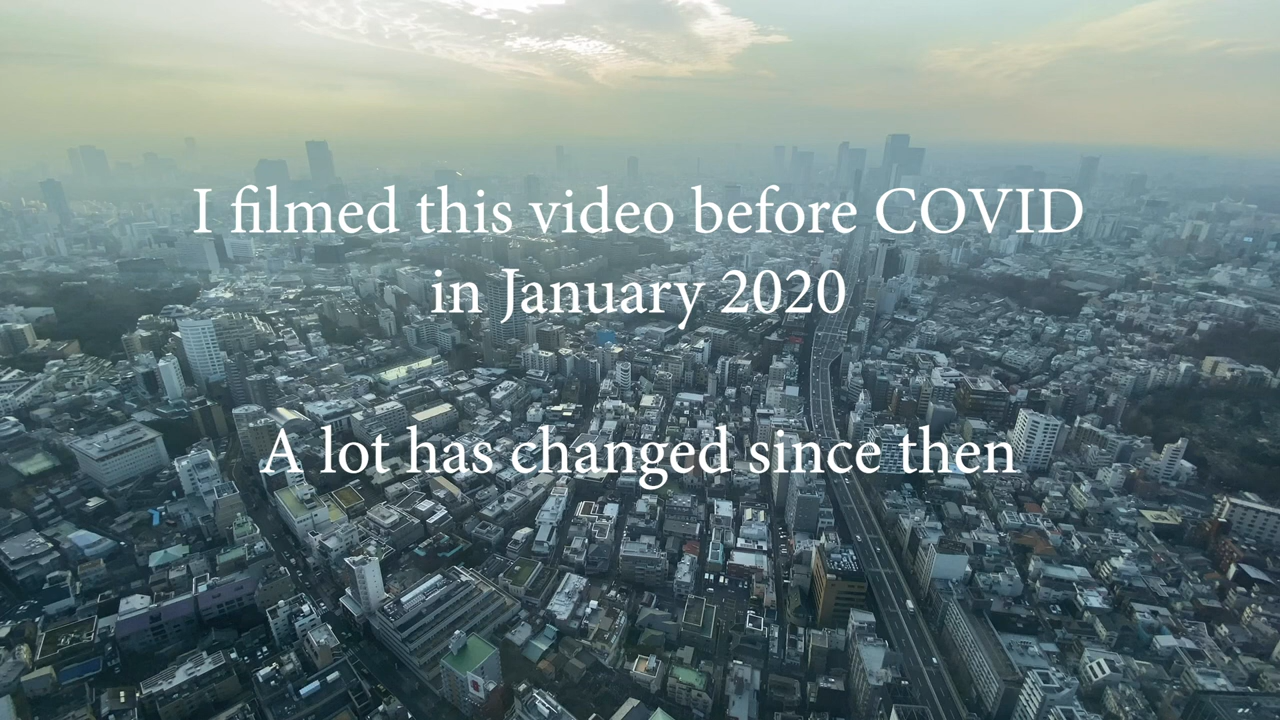 I filmed this video before COVID
in January 2020
A lot has changed since then